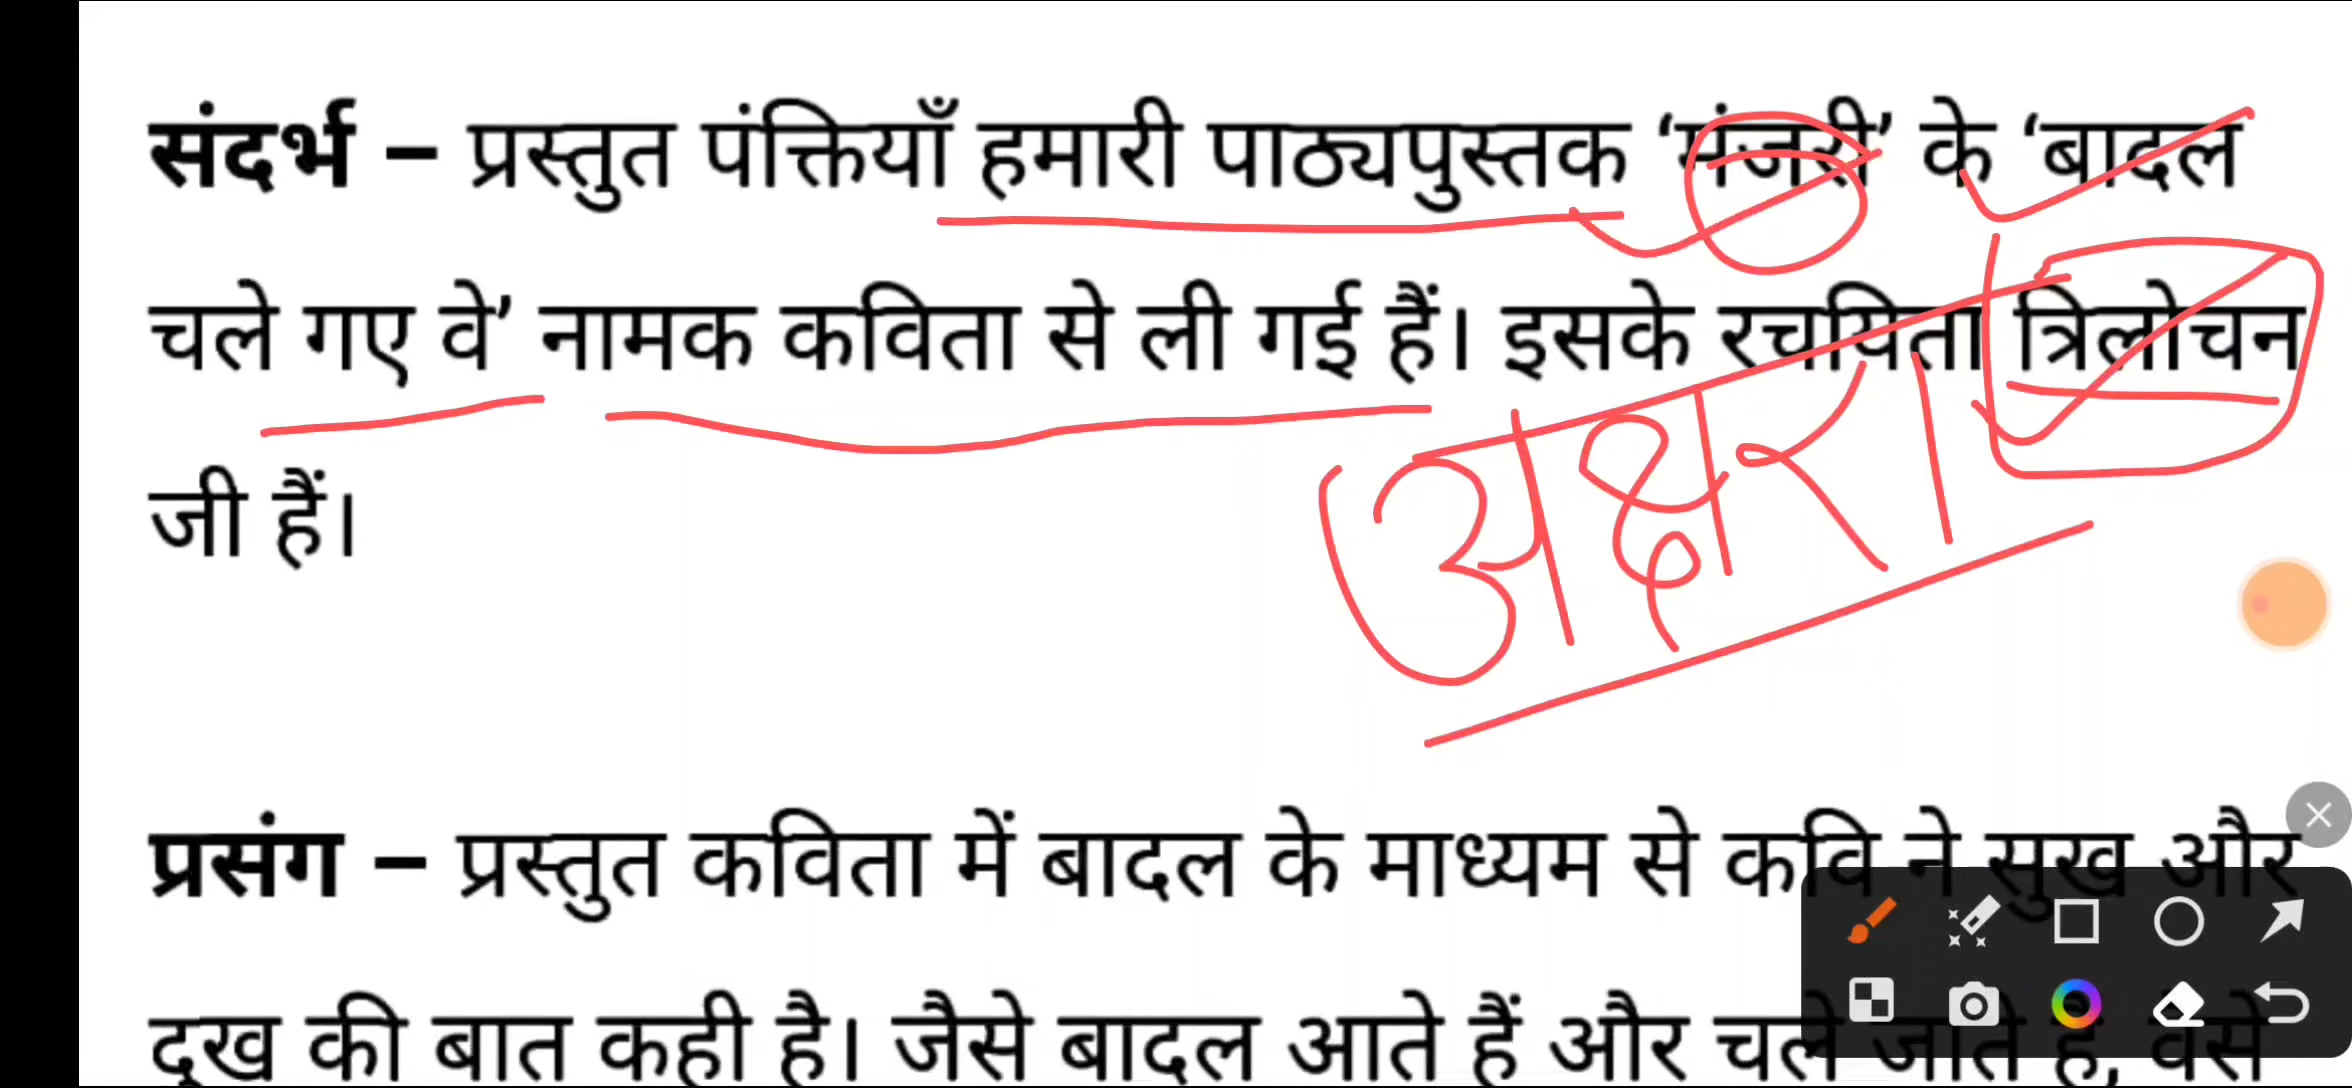 संदर्भ – प्रस्तुत पंक्तियाँ हमारी पाठ्यपुस्तक ‘मंजरी’ के ‘बादल
चले गए वे’ नामक कविता से ली गई हैं। इसके रचयिता त्रिलोचन
जी हैं।
अक्षरा
प्रसंग – प्रस्तुत कविता में बादल के माध्यम से कवि ने सुख और
दुख की बात कही है। जैसे बादल आते हैं और चले जाते हैं, वैसे